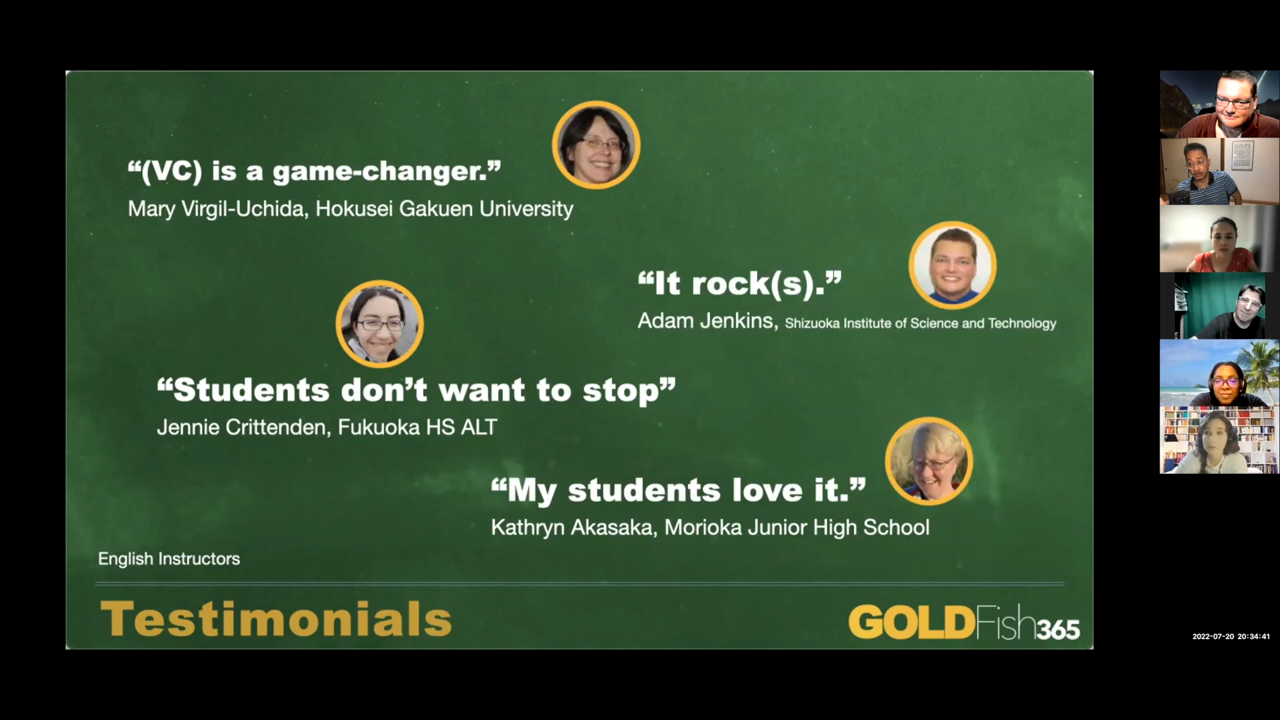 “(VC) is a game-changer.”
Mary Virgil-Uchida, Hokusei Gakuen University
“It rock(s).”
Adam Jenkins, Shizuoka Institute of Science and Technology
“Students don’t want to stop”
Jennie Crittenden, Fukuoka HS ALT
“My students love it.”
Kathryn Akasaka, Morioka Junior High School
English Instructors
Testimonials
GOLDFish365
2022-07-20 20:34:41